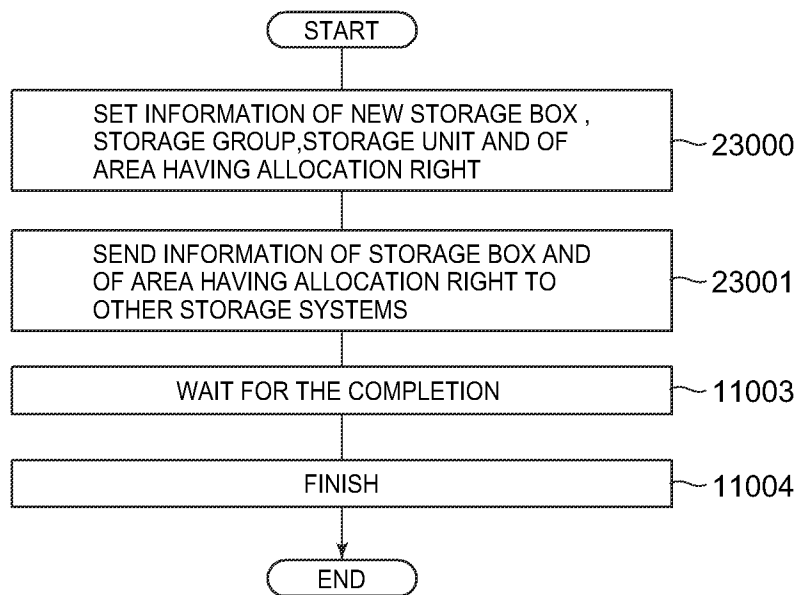 START
SET INFORMATION OF NEW STORAGE BOX ,
STORAGE GROUP,STORAGE UNIT AND OF
AREA HAVING ALLOCATION RIGHT
23000
SEND INFORMATION OF STORAGE BOX AND
OF AREA HAVING ALLOCATION RIGHT TO
OTHER STORAGE SYSTEMS
23001
WAIT FOR THE COMPLETION
11003
FINISH
11004
END